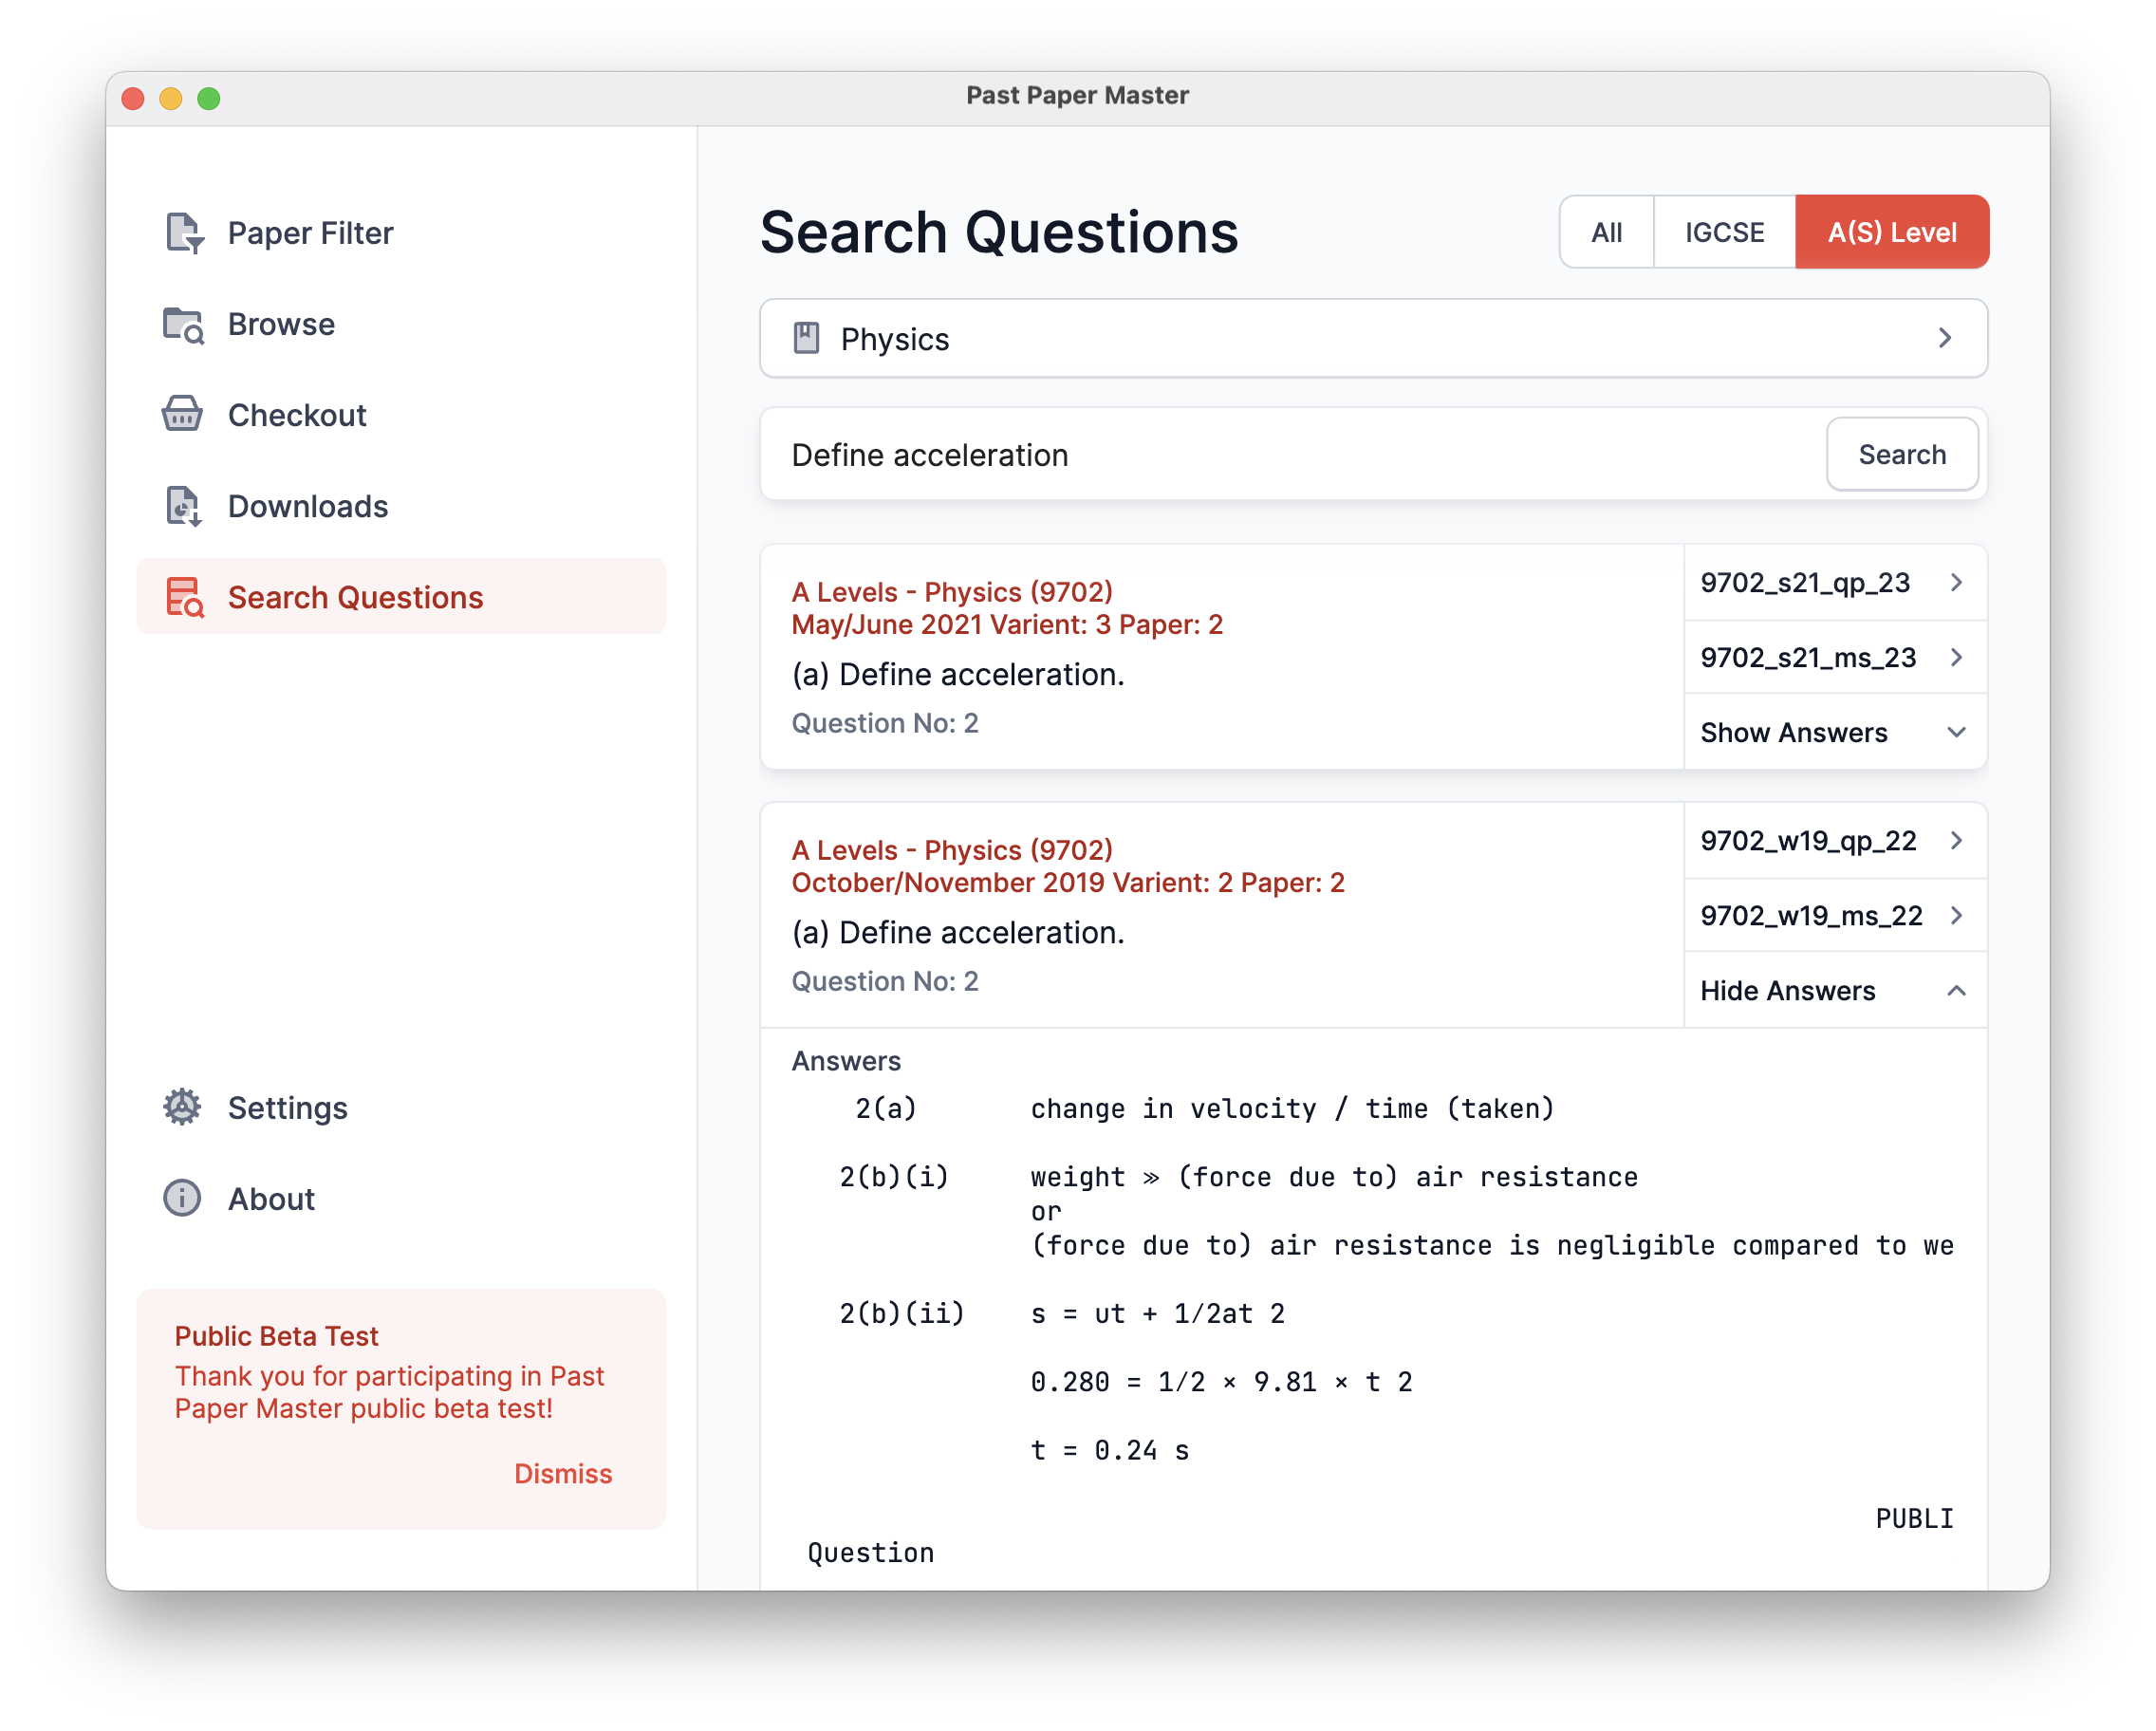 Past Paper Master
Paper Filter
Browse
Checkout
Downloads
Search Questions
Settings
About
Public Beta Test
Thank you for participating in Past
Paper Master public beta test!
Dismiss
Search Questions
All
IGCSE
A(S) Level
Physics
Define acceleration
Search
A Levels - Physics (9702)
May/June 2021 Varient: 3 Paper: 2
(a) Define acceleration.
Question No: 2
9702_s21_qp_23
9702_s21_ms_23
Show Answers
A Levels - Physics (9702)
October/November 2019 Varient: 2 Paper: 2
(a) Define acceleration.
Question No: 2
9702_w19_qp_22
9702_w19_ms_22
Hide Answers
Answers
2(a) change in velocity / time (taken)
2(b)(i) weight ≫ (force due to) air resistance
or
(force due to) air resistance is negligible compared to we
2(b)(ii) s = ut + 1/2at 2
0.280 = 1/2 × 9.81 × t 2
t = 0.24 s
PUBLI
Question